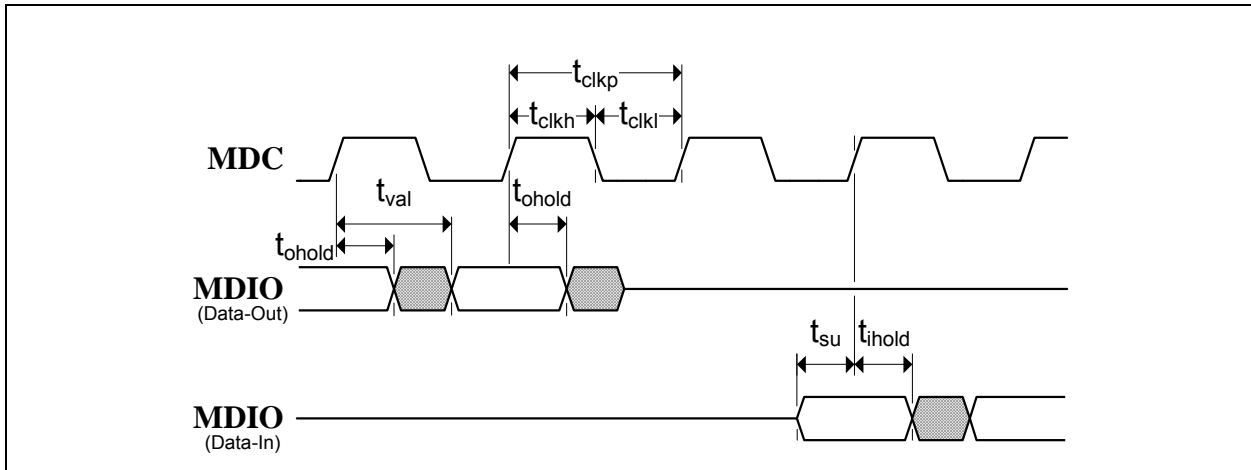 tclkp
tclkh tclkl
MDC
tval tohold
tohold
MDIO
(Data-Out)
tsu tihold
MDIO
(Data-In)